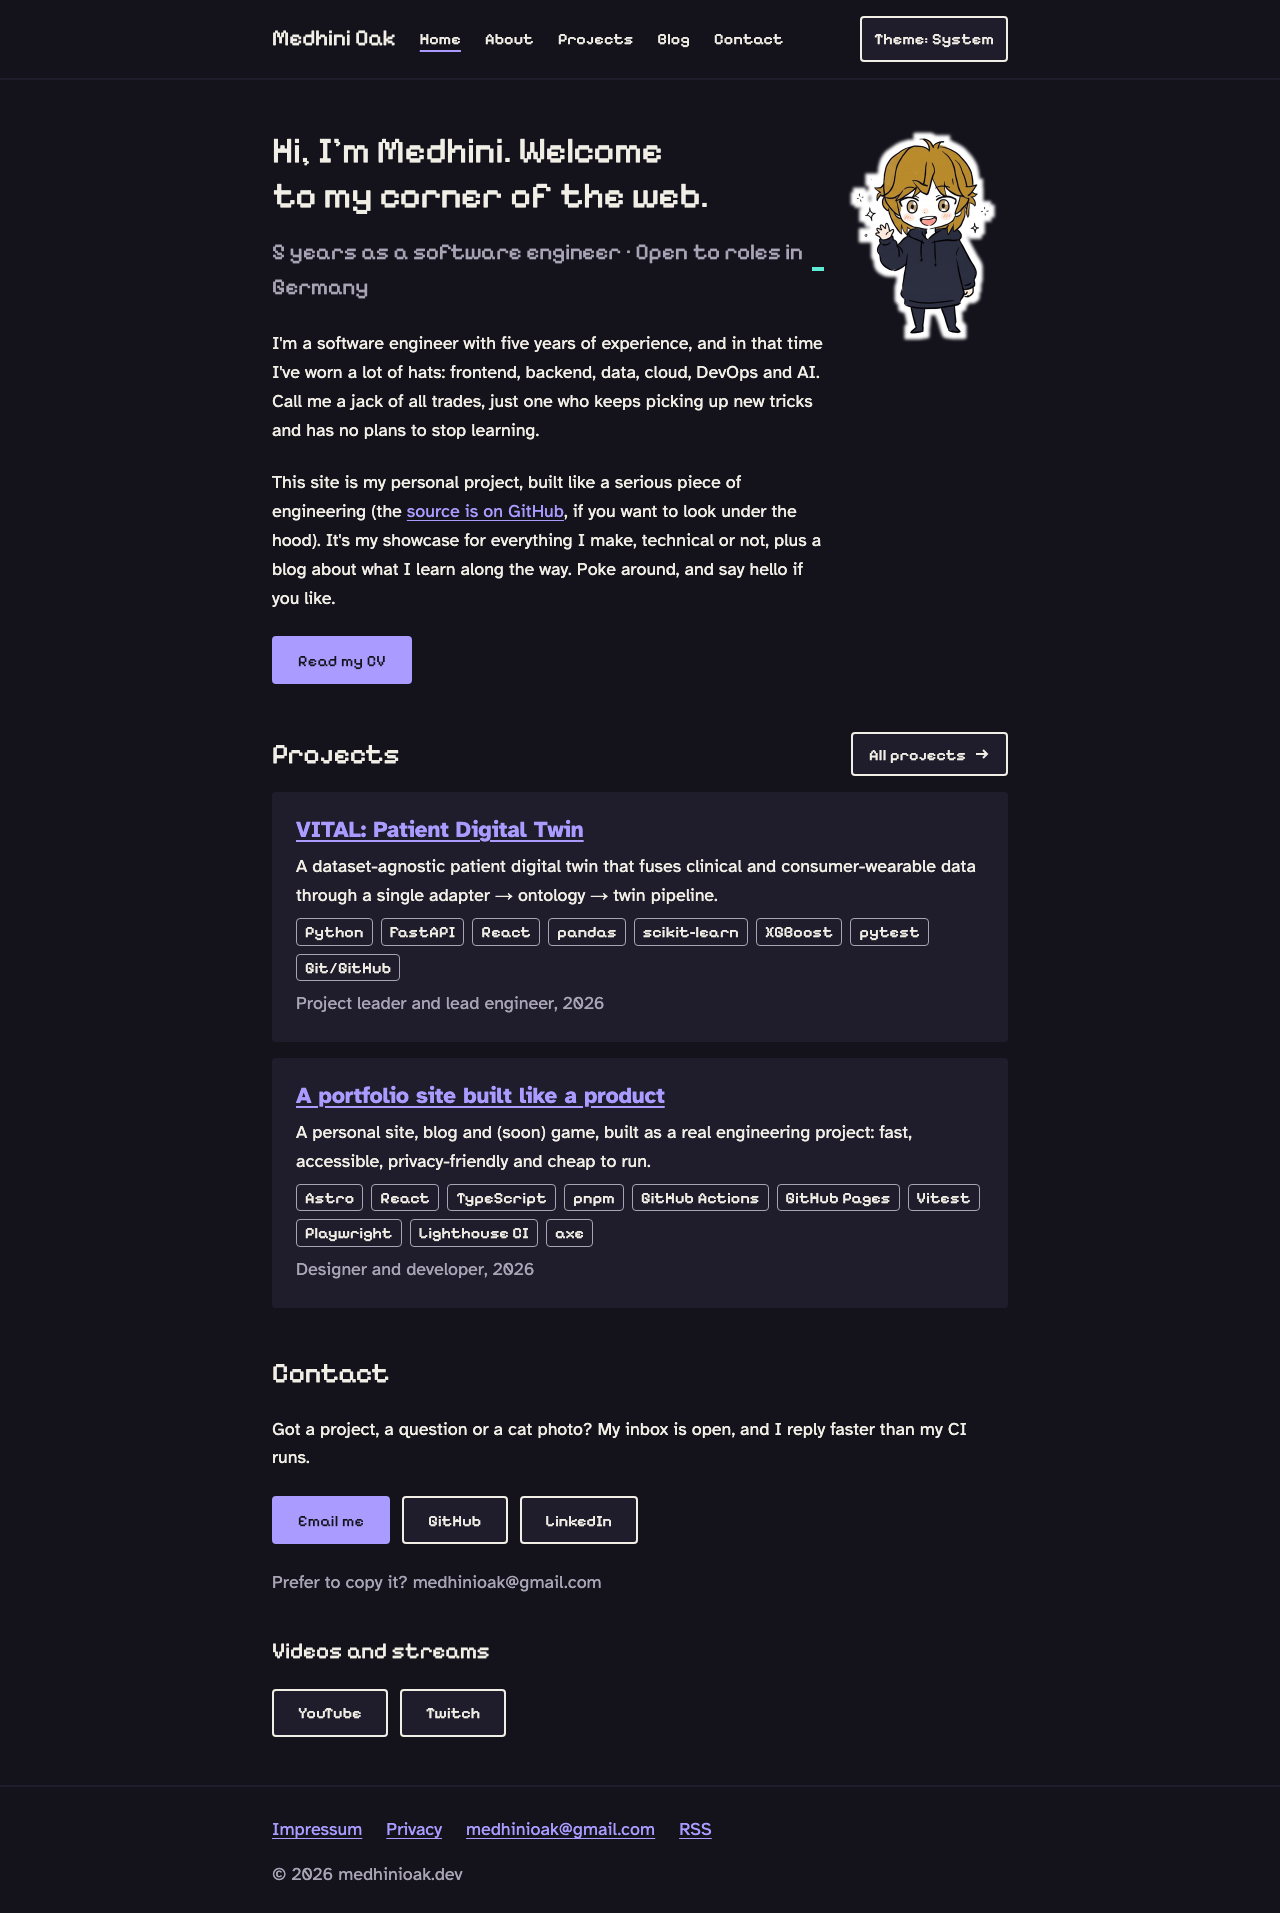 Medhini Oak
Home
About
Projects
Blog
Contact
Theme: System
Hi, I’m Medhini. Welcome
to my corner of the web.
5 years as a software engineer · Open to roles in
Germany
I'm a software engineer with five years of experience, and in that time
I've worn a lot of hats: frontend, backend, data, cloud, DevOps and AI.
Call me a jack of all trades, just one who keeps picking up new tricks
and has no plans to stop learning.
This site is my personal project, built like a serious piece of
engineering (the source is on GitHub, if you want to look under the
hood). It's my showcase for everything I make, technical or not, plus a
blog about what I learn along the way. Poke around, and say hello if
you like.
Read my CV
Projects
All projects →
VITAL: Patient Digital Twin
A dataset-agnostic patient digital twin that fuses clinical and consumer-wearable data
through a single adapter → ontology → twin pipeline.
Python
FastAPI
React
pandas
scikit-learn
XGBoost
pytest
Git/GitHub
Project leader and lead engineer, 2026
A portfolio site built like a product
A personal site, blog and (soon) game, built as a real engineering project: fast,
accessible, privacy-friendly and cheap to run.
Astro
React
TypeScript
pnpm
GitHub Actions
GitHub Pages
Vitest
Playwright
Lighthouse CI
axe
Designer and developer, 2026
Contact
Got a project, a question or a cat photo? My inbox is open, and I reply faster than my CI
runs.
Email me
GitHub
LinkedIn
Prefer to copy it? medhinioak@gmail.com
Videos and streams
YouTube
Twitch
Impressum
Privacy
medhinioak@gmail.com
RSS
© 2026 medhinioak.dev